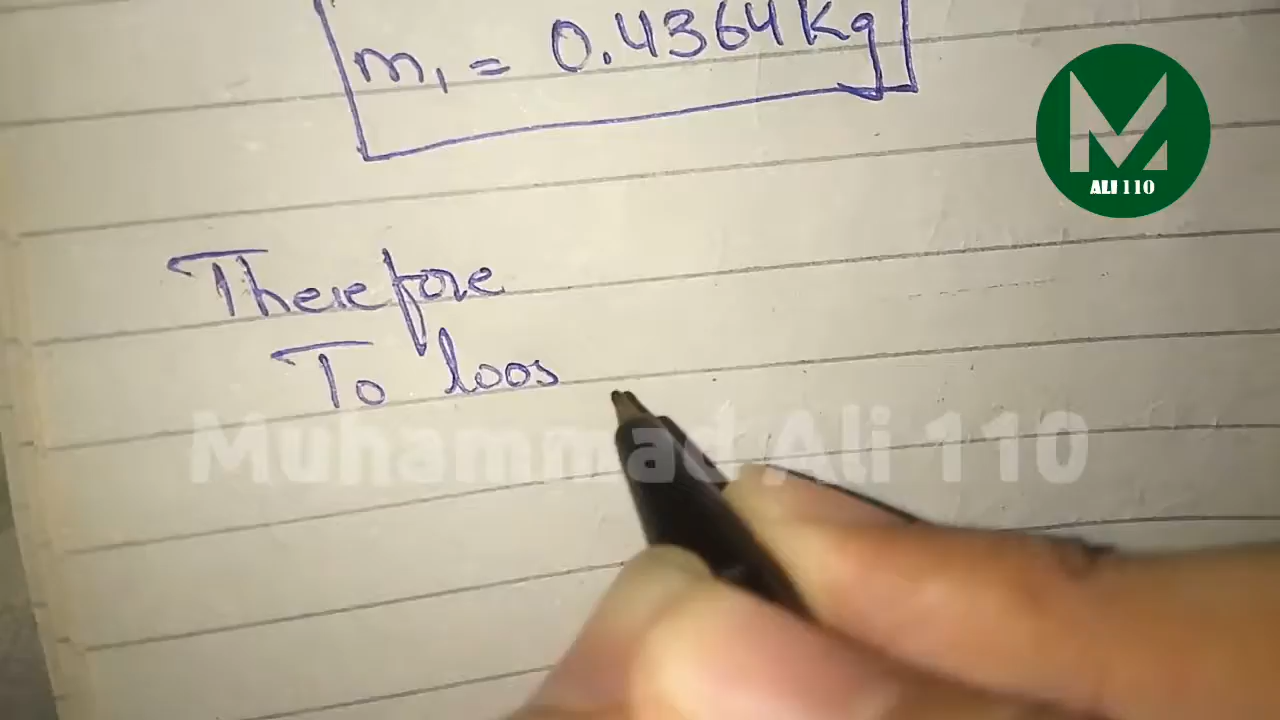 m₁ = 0.4364 Kg
M
ALI 110
Therefore
To loos
Muhammad Ali 110